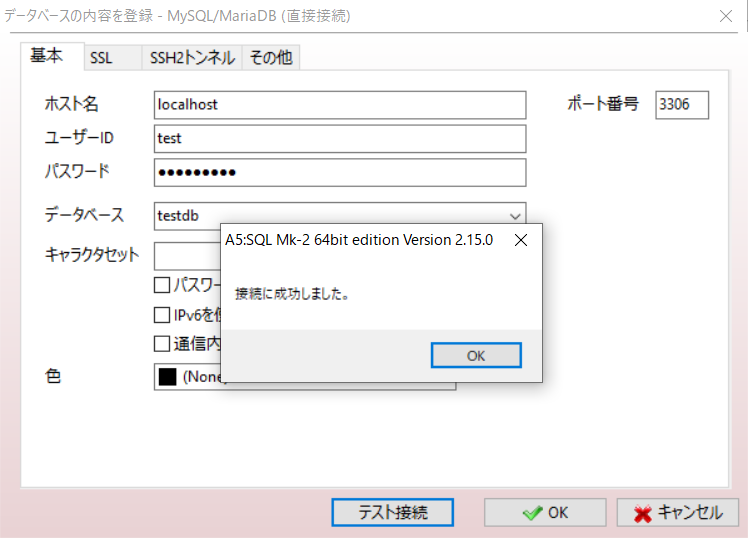 データベースの内容を登録 - MySQL/MariaDB (直接接続)
基本 SSL SSH2トンネル その他
ホスト名 localhost ポート番号 3306
ユーザーID test
パスワード ●●●●●●●●●
データベース testdb
A5:SQL Mk-2 64bit edition Version 2.15.0
キャラクタセット
パスワー
接続に成功しました。
IPv6を
通信内
OK
色 (None)
テスト接続 OK キャンセル